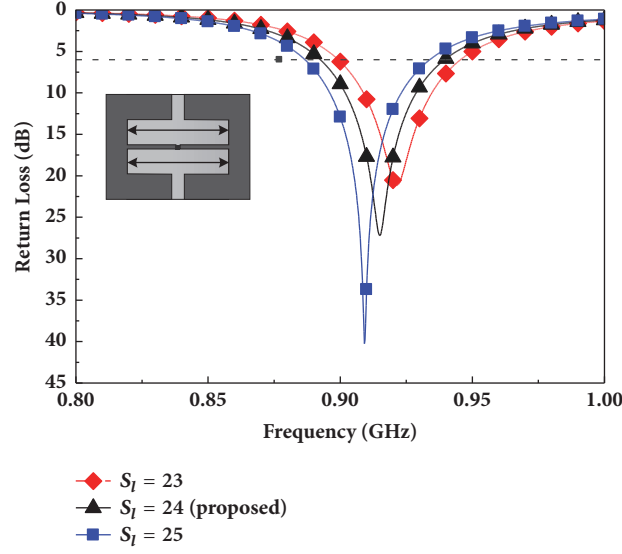 0
5
10
15
20
25
30
35
40
45
Return Loss (dB)
0.80 0.85 0.90 0.95 1.00
Frequency (GHz)
S_l = 23
S_l = 24 (proposed)
S_l = 25